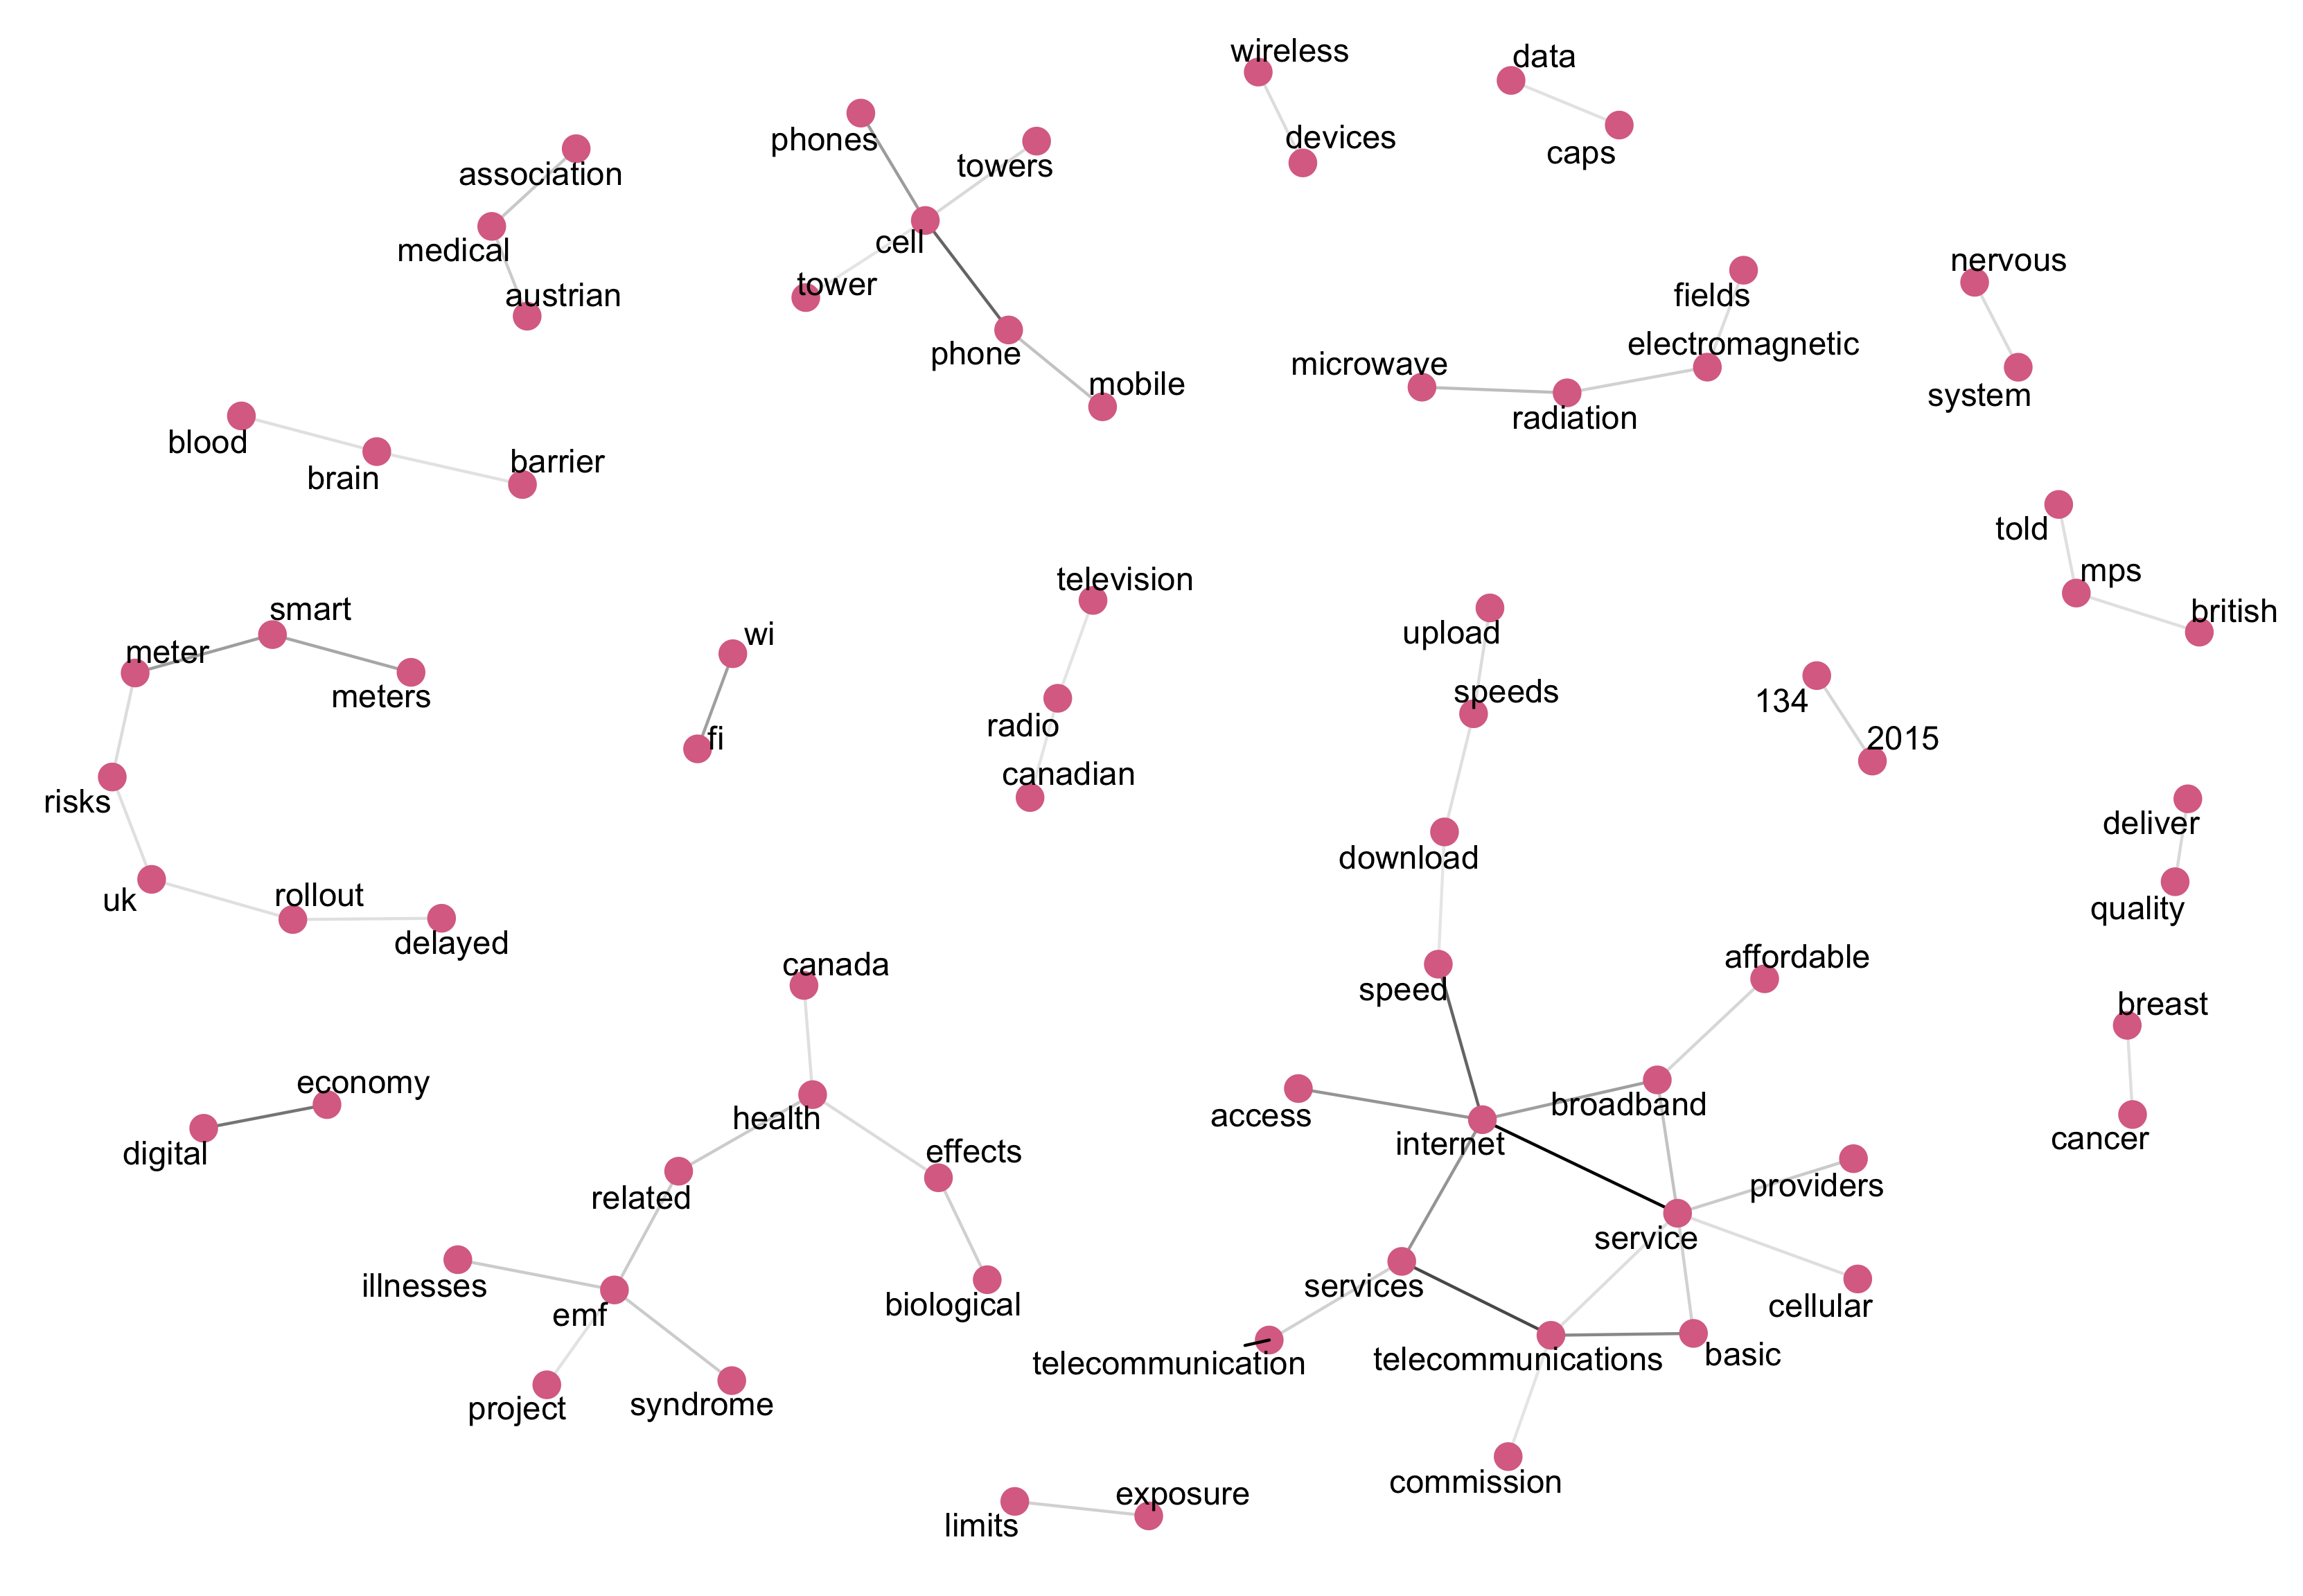 wireless
data
phones
association
towers
devices
caps
medical
cell
austrian
tower
nervous
fields
phone
electromagnetic
mobile
microwave
system
radiation
blood
brain
barrier
told
mps
television
smart
british
wi
upload
meter
meters
speeds
134
fi
radio
2015
canadian
risks
deliver
download
uk
rollout
quality
delayed
canada
affordable
speed
breast
economy
health
access
broadband
internet
cancer
digital
effects
related
providers
service
illnesses
emf
biological
services
cellular
telecommunication
telecommunications
basic
project
syndrome
commission
exposure
limits